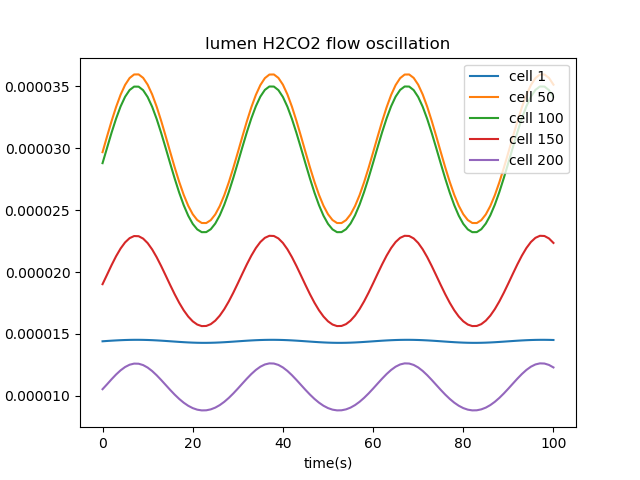 lumen H2CO2 flow oscillation
0.000035
0.000030
0.000025
0.000020
0.000015
0.000010
cell 1
cell 50
cell 100
cell 150
cell 200
0 20 40 60 80 100
time(s)